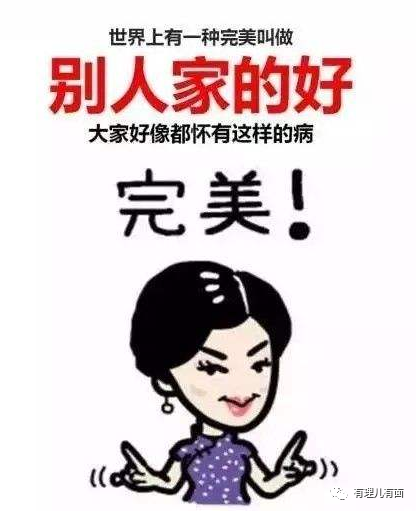 世界上有一种完美叫做
别人家的好
大家好像都怀有这样的病
完美!
有理儿有面